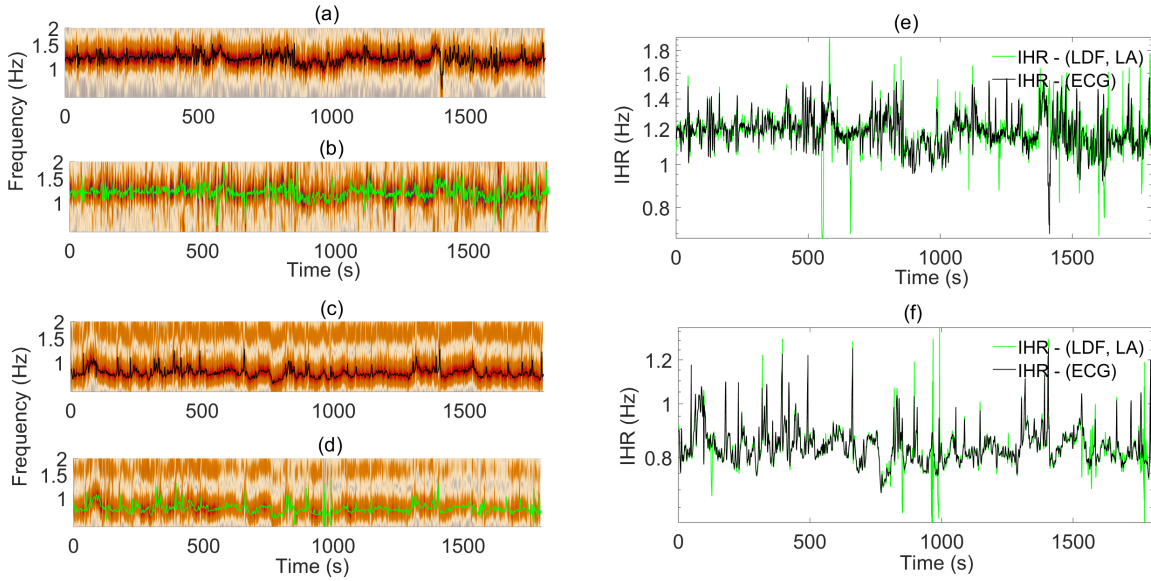 (a)
2
1.5
1
0 500 1000 1500
Frequency (Hz)
(b)
2
1.5
1
0 500 1000 1500
Time (s)
(c)
2
1.5
1
0 500 1000 1500
Frequency (Hz)
(d)
2
1.5
1
0 500 1000 1500
Time (s)
(e)
1.8
1.6
1.4
1.2
1
0.8
IHR (Hz)
IHR - (LDF, LA)
IHR - (ECG)
0 500 1000 1500
Time (s)
(f)
1.2
1
0.8
IHR (Hz)
IHR - (LDF, LA)
IHR - (ECG)
0 500 1000 1500
Time (s)